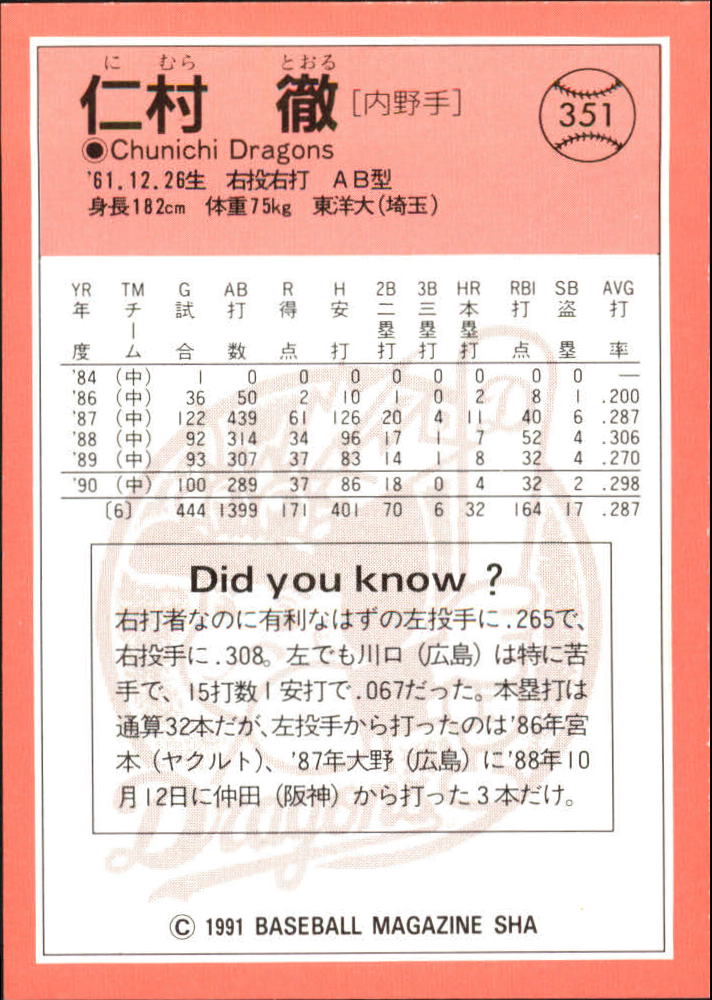 に むら とおる
仁村 徹 [内野手] 351
●Chunichi Dragons
'61.12.26生 右投右打 AB型
身長182cm 体重75kg 東洋大(埼玉)
YR TM G AB R H 2B 3B HR RBI SB AVG
年度 チーム 試合 打数 得点 安打 二塁打 三塁打 本塁打 打点 盗塁 打率
'84 (中) 1 0 0 0 0 0 0 0 0 —
'86 (中) 36 50 2 10 1 0 2 8 1 .200
'87 (中) 122 439 61 126 20 4 11 40 6 .287
'88 (中) 92 314 34 96 17 1 7 52 4 .306
'89 (中) 93 307 37 83 14 1 8 32 4 .270
'90 (中) 100 289 37 86 18 0 4 32 2 .298
[6] 444 1399 171 401 70 6 32 164 17 .287
Did you know ?
右打者なのに有利なはずの左投手に.265で、
右投手に.308。左でも川口（広島）は特に苦
手で、15打数1安打で.067だった。本塁打は
通算32本だが、左投手から打ったのは'86年宮
本（ヤクルト）、'87年大野（広島）に'88年10
月12日に仲田（阪神）から打った3本だけ。
Dragons
© 1991 BASEBALL MAGAZINE SHA